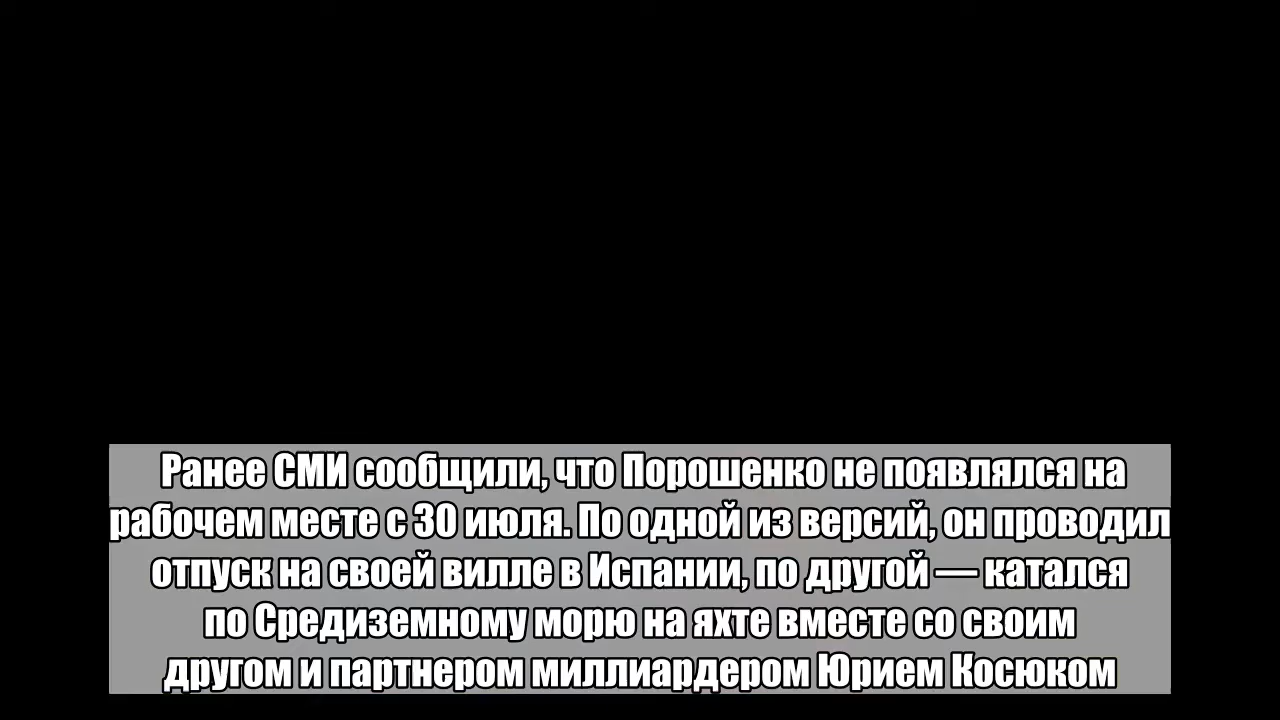 Ранее СМИ сообщили, что Порошенко не появлялся на
рабочем месте с 30 июля. По одной из версий, он проводил
отпуск на своей вилле в Испании, по другой — катался
по Средиземному морю на яхте вместе со своим
другом и партнером миллиардером Юрием Косюком